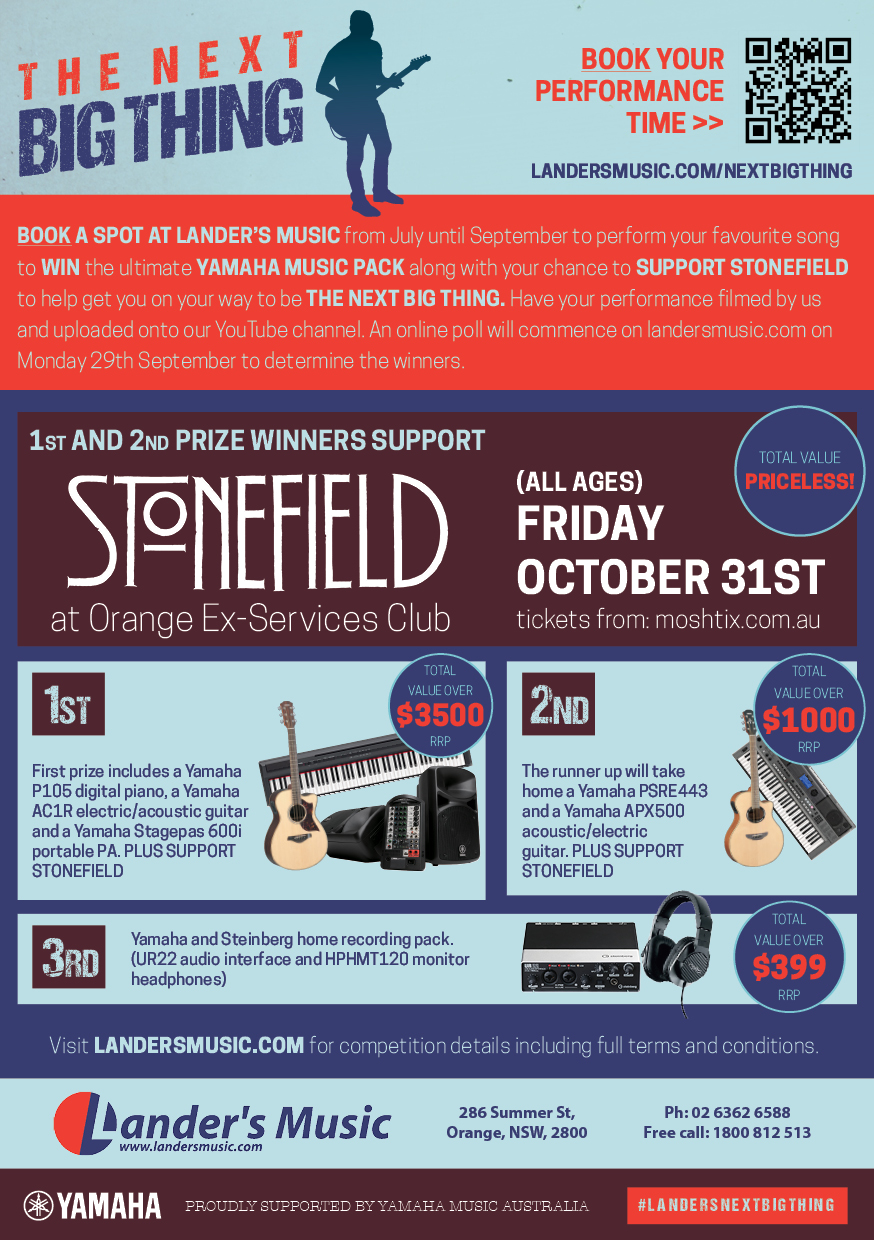 THE NEXT
BIG THING
BOOK YOUR
PERFORMANCE
TIME >>
LANDERSMUSIC.COM/NEXTBIGTHING
BOOK A SPOT AT LANDER'S MUSIC from July until September to perform your favourite song
to WIN the ultimate YAMAHA MUSIC PACK along with your chance to SUPPORT STONEFIELD
to help get you on your way to be THE NEXT BIG THING. Have your performance filmed by us
and uploaded onto our YouTube channel. An online poll will commence on landersmusic.com on
Monday 29th September to determine the winners.
1ST AND 2ND PRIZE WINNERS SUPPORT
STONEFIELD
at Orange Ex-Services Club
(ALL AGES)
FRIDAY
OCTOBER 31ST
tickets from: moshtix.com.au
TOTAL VALUE
PRICELESS!
1ST
First prize includes a Yamaha
P105 digital piano, a Yamaha
AC1R electric/acoustic guitar
and a Yamaha Stagepas 600i
portable PA. PLUS SUPPORT
STONEFIELD
TOTAL
VALUE OVER
$3500
RRP
2ND
The runner up will take
home a Yamaha PSRE443
and a Yamaha APX500
acoustic/electric
guitar. PLUS SUPPORT
STONEFIELD
TOTAL
VALUE OVER
$1000
RRP
3RD
Yamaha and Steinberg home recording pack.
(UR22 audio interface and HPHMT120 monitor
headphones)
TOTAL
VALUE OVER
$399
RRP
Visit LANDERSMUSIC.COM for competition details including full terms and conditions.
Lander's Music
www.landersmusic.com
286 Summer St,
Orange, NSW, 2800
Ph: 02 6362 6588
Free call: 1800 812 513
YAMAHA
PROUDLY SUPPORTED BY YAMAHA MUSIC AUSTRALIA
#LANDERSNEXTBIGTHING